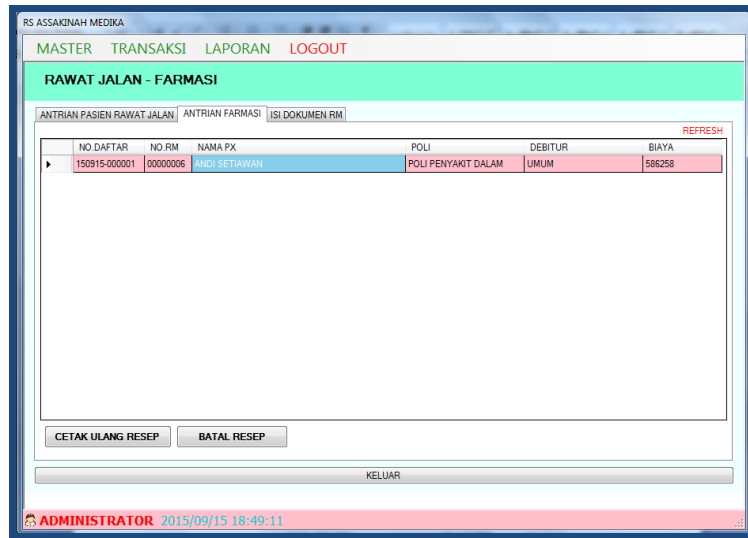 RS ASSAKINAH MEDIKA
MASTER TRANSAKSI LAPORAN LOGOUT
RAWAT JALAN - FARMASI
ANTRIAN PASIEN RAWAT JALAN ANTRIAN FARMASI ISI DOKUMEN RM
REFRESH
NO.DAFTAR NO.RM NAMA PX POLI DEBITUR BIAYA
150915-000001 00000006 ANDI SETIAWAN POLI PENYAKIT DALAM UMUM 586258
CETAK ULANG RESEP BATAL RESEP
KELUAR
ADMINISTRATOR 2015/09/15 18:49:11